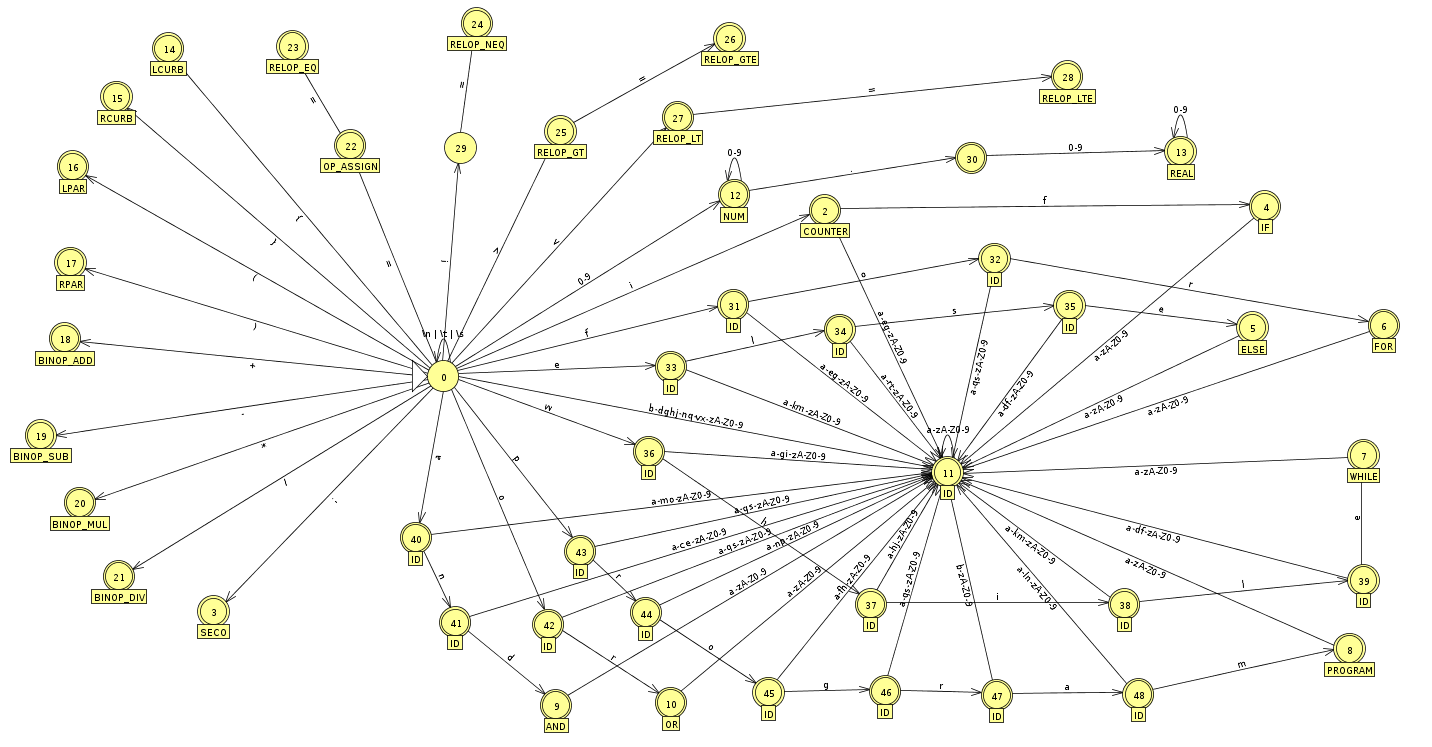 24
RELOP_NEQ
26
RELOP_GTE
23
RELOP_EQ
14
LCURB
28
RELOP_LTE
15
RCURB
27
RELOP_LT
25
RELOP_GT
22
OP_ASSIGN
29
=
=
=
=
16
LPAR
0-9
12
NUM
.
30
0-9
0-9
13
REAL
2
COUNTER
f
4
IF
{
}
(
=
!
>
<
0-9
i
17
RPAR
)
18
BINOP_ADD
+
\n | \t | \s
0
31
ID
f
o
32
ID
r
6
FOR
34
ID
s
35
ID
e
5
ELSE
33
ID
e
l
a-eg-zA-Z0-9
a-eg-zA-Z0-9
a-rt-zA-Z0-9
a-qs-zA-Z0-9
a-df-zA-Z0-9
a-zA-Z0-9
a-zA-Z0-9
a-zA-Z0-9
a-km-zA-Z0-9
b-dghj-nq-vx-zA-Z0-9
19
BINOP_SUB
-
20
BINOP_MUL
*
21
BINOP_DIV
/
3
SECO
;
w
36
ID
a-gi-zA-Z0-9
a-zA-Z0-9
11
ID
a-zA-Z0-9
7
WHILE
e
a
o
p
40
ID
a-mo-zA-Z0-9
n
41
ID
a-ce-zA-Z0-9
d
9
AND
a-zA-Z0-9
42
ID
a-qs-zA-Z0-9
r
10
OR
a-zA-Z0-9
43
ID
a-qs-zA-Z0-9
r
44
ID
a-np-zA-Z0-9
o
45
ID
g
46
ID
a-qs-zA-Z0-9
r
47
ID
b-zA-Z0-9
a
48
ID
a-ln-zA-Z0-9
m
8
PROGRAM
a-zA-Z0-9
h
37
ID
a-hj-zA-Z0-9
i
38
ID
a-km-zA-Z0-9
l
39
ID
a-df-zA-Z0-9